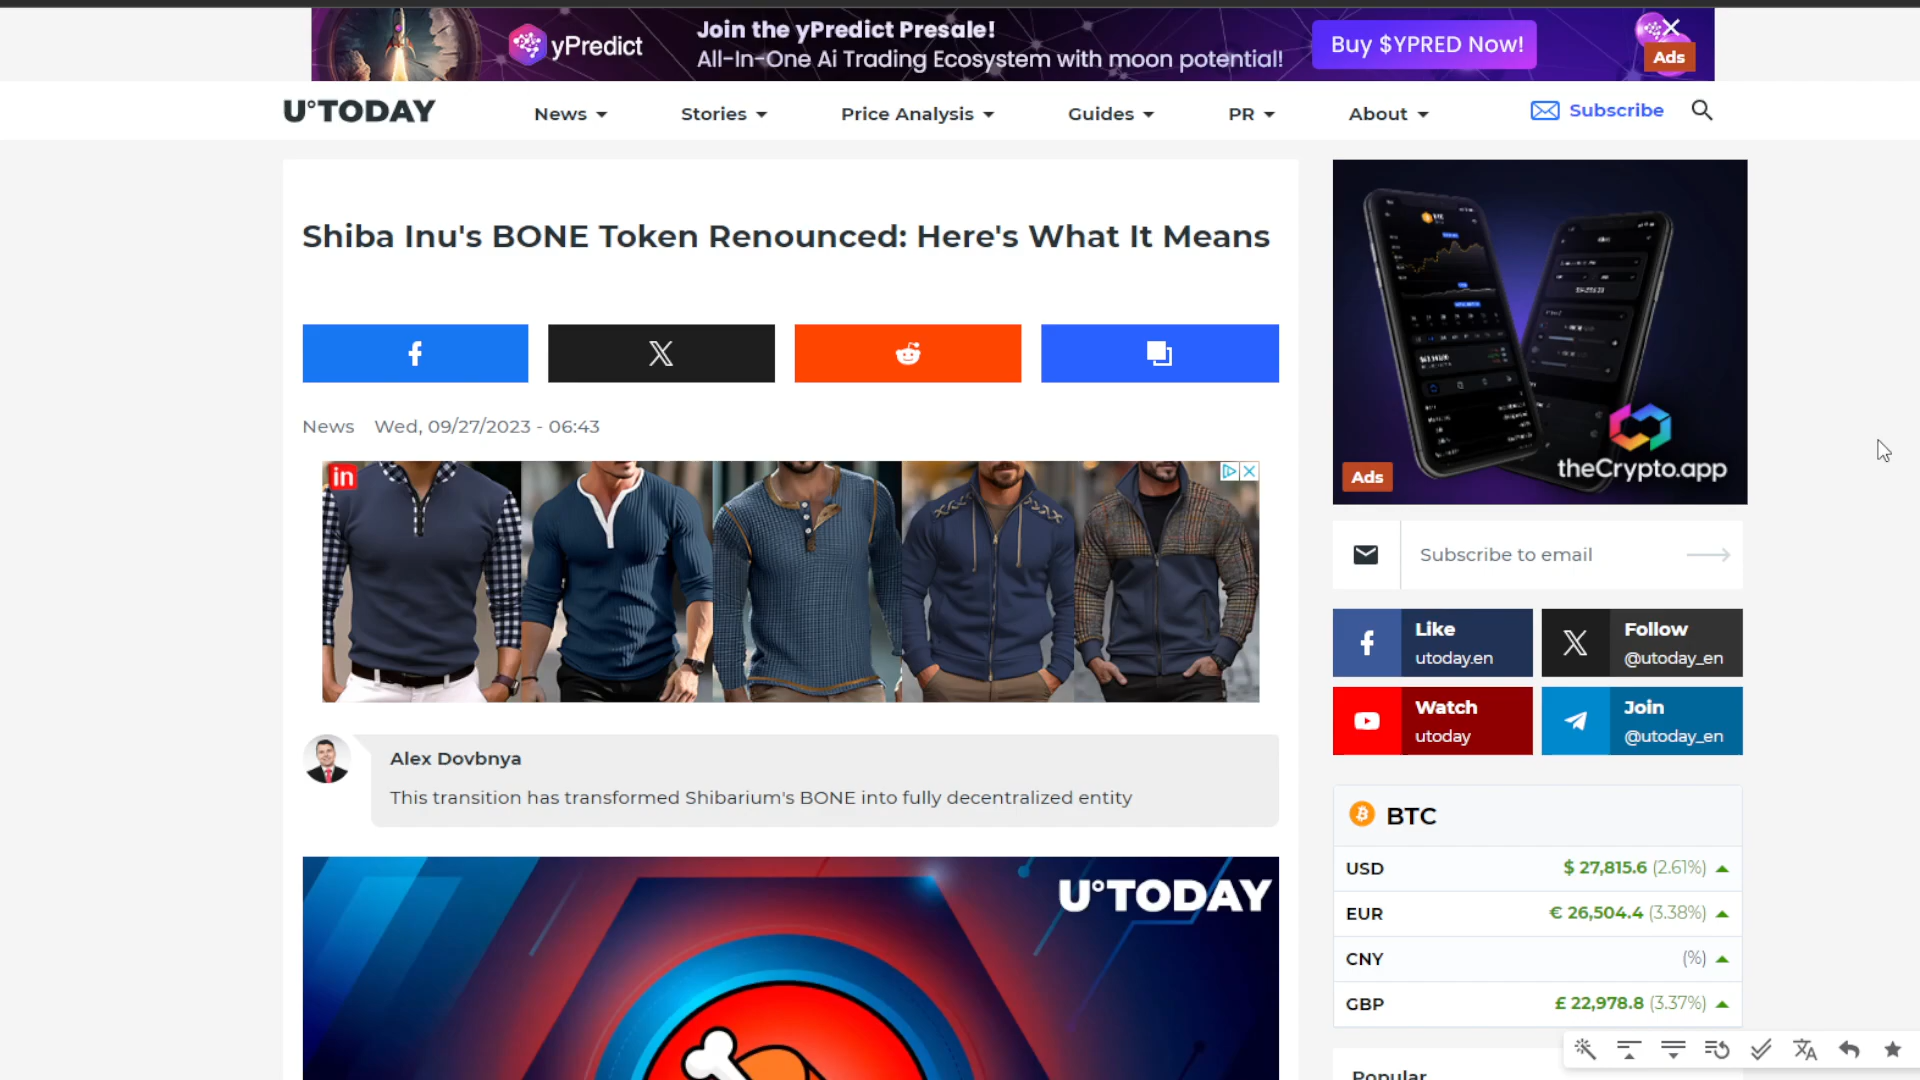 yPredict
Join the yPredict Presale!
All-In-One Ai Trading Ecosystem with moon potential!
Buy $YPRED Now!
Ads
U°TODAY
News
Stories
Price Analysis
Guides
PR
About
Subscribe
Shiba Inu's BONE Token Renounced: Here's What It Means
News Wed, 09/27/2023 - 06:43
in
Alex Dovbnya
This transition has transformed Shibarium's BONE into fully decentralized entity
U°TODAY
theCrypto.app
Ads
Subscribe to email
Like
utoday.en
Follow
@utoday_en
Watch
utoday
Join
@utoday_en
BTC
USD $ 27,815.6 (2.61%)
EUR € 26,504.4 (3.38%)
CNY (%)
GBP £ 22,978.8 (3.37%)
Popular